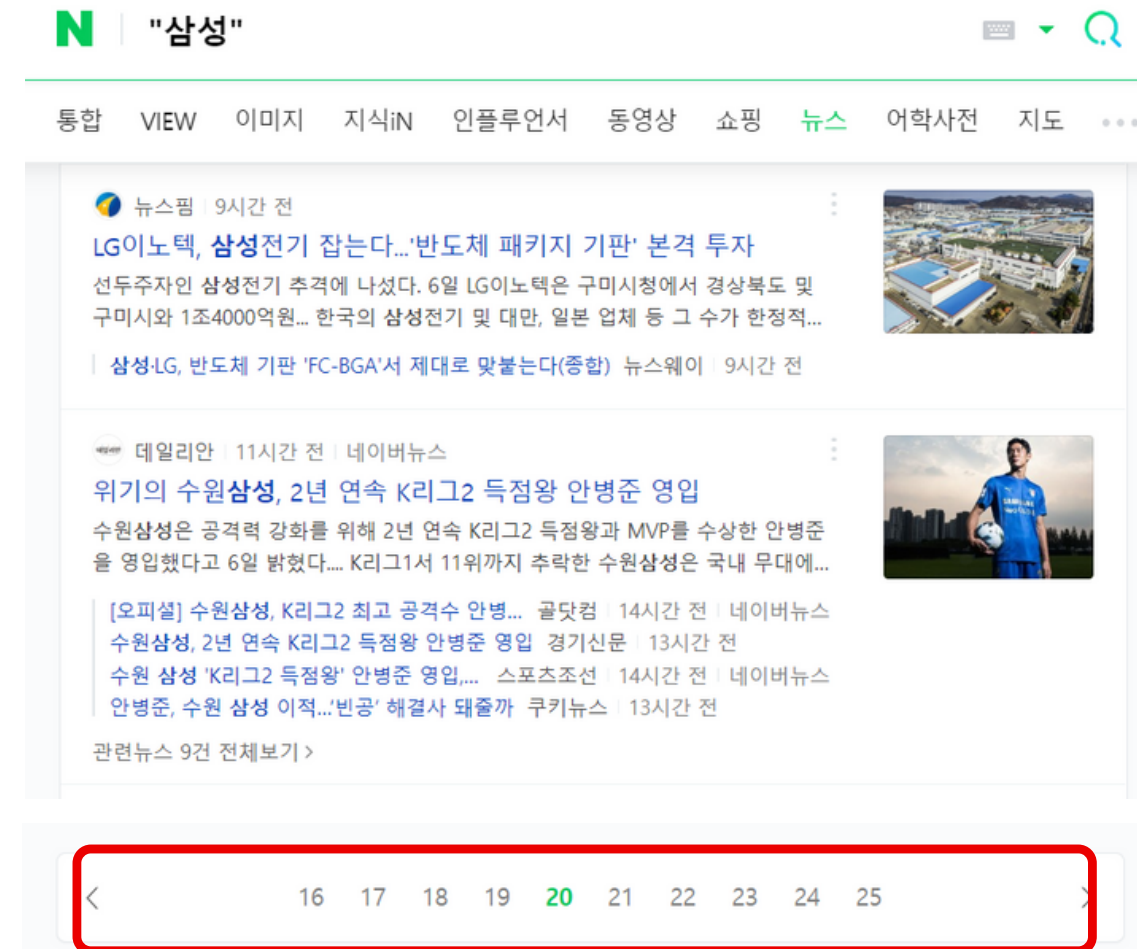 N "삼성"
통합 VIEW 이미지 지식iN 인플루언서 동영상 쇼핑 뉴스 어학사전 지도
뉴스핌 9시간 전
LG이노텍, 삼성전기 잡는다...'반도체 패키지 기판' 본격 투자
선두주자인 삼성전기 추격에 나섰다. 6일 LG이노텍은 구미시청에서 경상북도 및
구미시와 1조4000억원... 한국의 삼성전기 및 대만, 일본 업체 등 그 수가 한정적...
삼성·LG, 반도체 기판 'FC-BGA'서 제대로 맞붙는다(종합) 뉴스웨이 9시간 전
데일리안 11시간 전 네이버뉴스
위기의 수원삼성, 2년 연속 K리그2 득점왕 안병준 영입
수원삼성은 공격력 강화를 위해 2년 연속 K리그2 득점왕과 MVP를 수상한 안병준
을 영입했다고 6일 밝혔다.... K리그1서 11위까지 추락한 수원삼성은 국내 무대에...
[오피셜] 수원삼성, K리그2 최고 공격수 안병... 골닷컴 14시간 전 네이버뉴스
수원삼성, 2년 연속 K리그2 득점왕 안병준 영입 경기신문 13시간 전
수원 삼성 'K리그2 득점왕' 안병준 영입,... 스포츠조선 14시간 전 네이버뉴스
안병준, 수원 삼성 이적...'빈공' 해결사 돼줄까 쿠키뉴스 13시간 전
관련뉴스 9건 전체보기 >
< 16 17 18 19 20 21 22 23 24 25 >